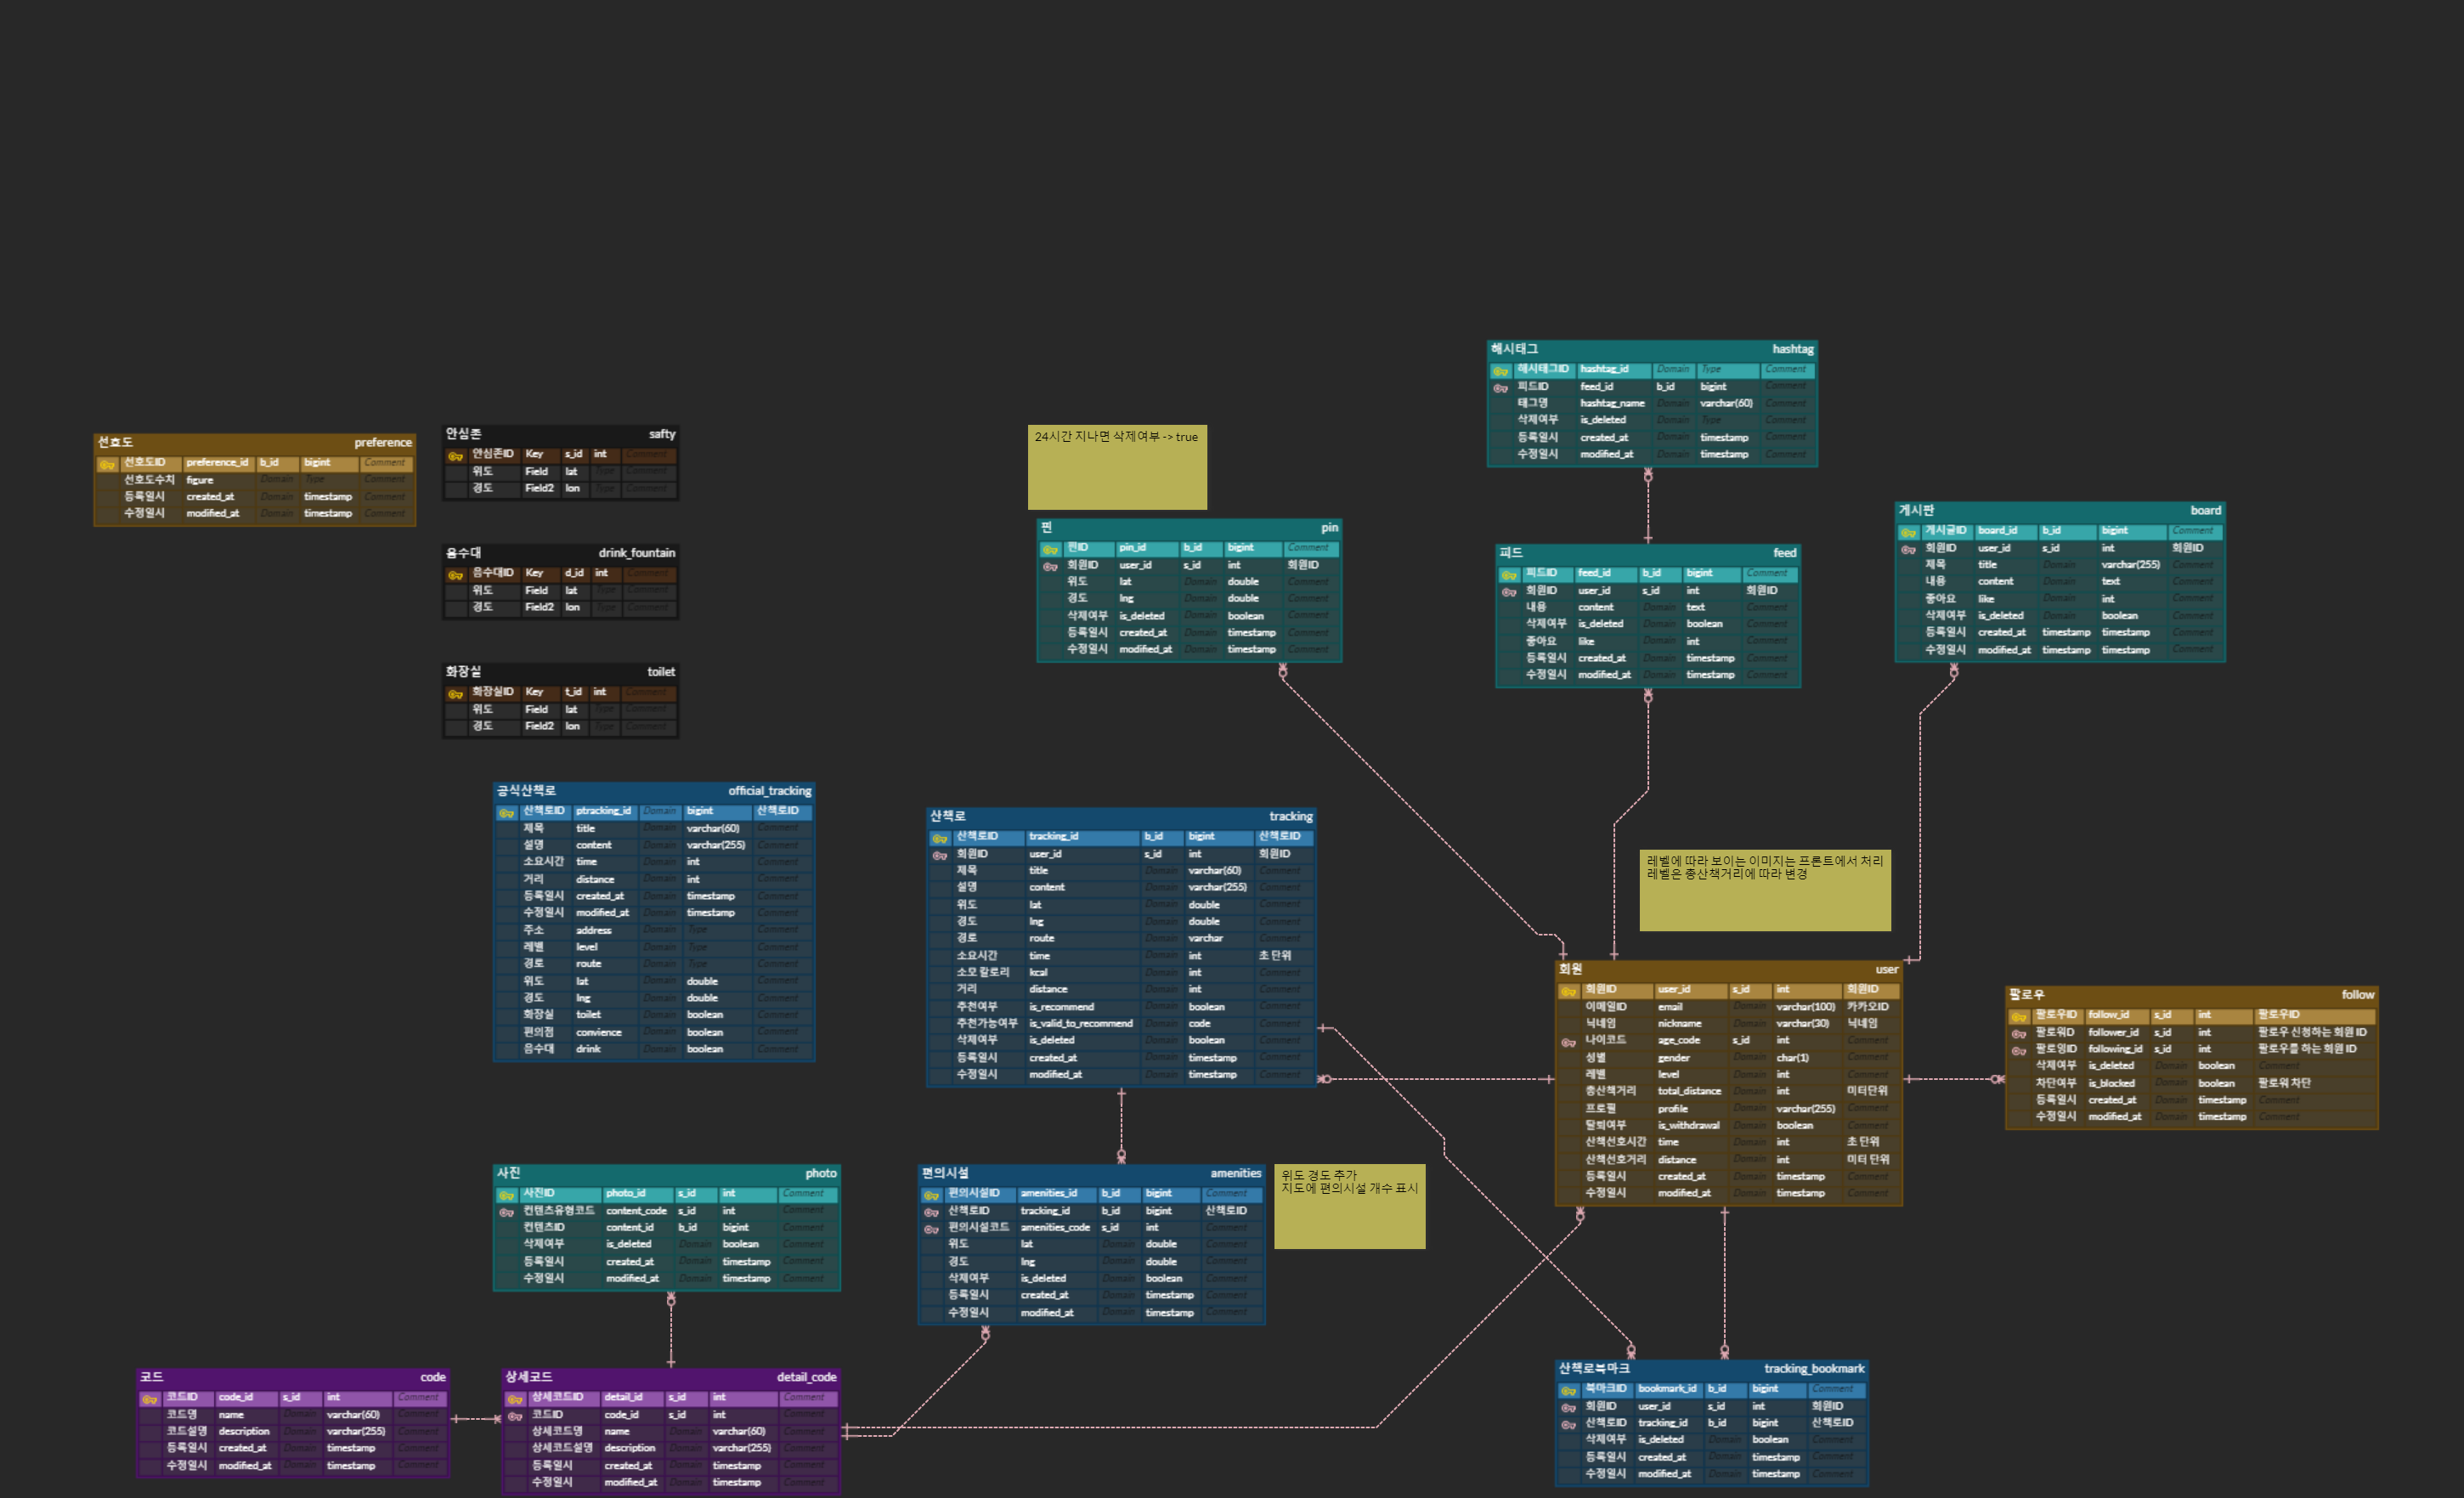 해시태그 hashtag
해시태그ID hashtag_id Domain Type Comment
피드ID feed_id b_id bigint Comment
태그명 hashtag_name Domain varchar(60) Comment
삭제여부 is_deleted Domain Type Comment
등록일시 created_at Domain timestamp Comment
수정일시 modified_at Domain timestamp Comment
선호도 preference
선호도ID preference_id b_id bigint Comment
선호도수치 figure Domain Type Comment
등록일시 created_at Domain timestamp Comment
수정일시 modified_at Domain timestamp Comment
안심존 safty
안심존ID Key s_id int Comment
위도 Field lat Type Comment
경도 Field2 lon Type Comment
24시간 지나면 삭제여부 -> true
핀 pin
핀ID pin_id b_id bigint Comment
회원ID user_id s_id int 회원ID
위도 lat Domain double Comment
경도 lng Domain double Comment
삭제여부 is_deleted Domain boolean Comment
등록일시 created_at Domain timestamp Comment
수정일시 modified_at Domain timestamp Comment
게시판 board
게시글ID board_id b_id bigint Comment
회원ID user_id s_id int 회원ID
제목 title Domain varchar(255) Comment
내용 content Domain text Comment
좋아요 like Domain int Comment
삭제여부 is_deleted Domain boolean Comment
등록일시 created_at timestamp timestamp Comment
수정일시 modified_at timestamp timestamp Comment
음수대 drink_fountain
음수대ID Key d_id int Comment
위도 Field lat Type Comment
경도 Field2 lon Type Comment
피드 feed
피드ID feed_id b_id bigint Comment
회원ID user_id s_id int 회원ID
내용 content Domain text Comment
삭제여부 is_deleted Domain boolean Comment
좋아요 like Domain int Comment
등록일시 created_at Domain timestamp Comment
수정일시 modified_at Domain timestamp Comment
화장실 toilet
화장실ID Key t_id int Comment
위도 Field lat Type Comment
경도 Field2 lon Type Comment
공식산책로 official_tracking
산책로ID ptracking_id Domain bigint 산책로ID
제목 title Domain varchar(60) Comment
설명 content Domain varchar(255) Comment
소요시간 time Domain int Comment
거리 distance Domain int Comment
등록일시 created_at Domain timestamp Comment
수정일시 modified_at Domain timestamp Comment
주소 address Domain Type Comment
레벨 level Domain Type Comment
경로 route Domain Type Comment
위도 lat Domain double Comment
경도 lng Domain double Comment
화장실 toilet Domain boolean Comment
편의점 convience Domain boolean Comment
음수대 drink Domain boolean Comment
산책로 tracking
산책로ID tracking_id b_id bigint 산책로ID
회원ID user_id s_id int 회원ID
제목 title Domain varchar(60) Comment
설명 content Domain varchar(255) Comment
위도 lat Domain double Comment
경도 lng Domain double Comment
경로 route Domain varchar Comment
소요시간 time Domain int 초 단위
소모 칼로리 kcal Domain int Comment
거리 distance Domain int Comment
추천여부 is_recommend Domain boolean Comment
추천가능여부 is_valid_to_recommend Domain code Comment
삭제여부 is_deleted Domain boolean Comment
등록일시 created_at Domain timestamp Comment
수정일시 modified_at Domain timestamp Comment
레벨에 따라 보이는 이미지는 프론트에서 처리
레벨은 총산책거리에 따라 변경
회원 user
회원ID user_id s_id int 회원ID
이메일ID email Domain varchar(100) 카카오ID
닉네임 nickname Domain varchar(30) 닉네임
나이코드 age_code s_id int Comment
성별 gender Domain char(1) Comment
레벨 level Domain int Comment
총산책거리 total_distance Domain int 미터단위
프로필 profile Domain varchar(255) Comment
탈퇴여부 is_withdrawal Domain boolean Comment
산책선호시간 time Domain int 초 단위
산책선호거리 distance Domain int 미터 단위
등록일시 created_at Domain timestamp Comment
수정일시 modified_at Domain timestamp Comment
팔로우 follow
팔로우ID follow_id s_id int 팔로우ID
팔로워ID follower_id s_id int 팔로우 신청하는 회원 ID
팔로잉ID following_id s_id int 팔로우를 하는 회원 ID
삭제여부 is_deleted Domain boolean Comment
차단여부 is_blocked Domain boolean 팔로워 차단
등록일시 created_at Domain timestamp Comment
수정일시 modified_at Domain timestamp Comment
사진 photo
사진ID photo_id s_id int Comment
컨텐츠유형코드 content_code s_id int Comment
컨텐츠ID content_id b_id bigint Comment
삭제여부 is_deleted Domain boolean Comment
등록일시 created_at Domain timestamp Comment
수정일시 modified_at Domain timestamp Comment
편의시설 amenities
편의시설ID amenities_id b_id bigint Comment
산책로ID tracking_id b_id bigint 산책로ID
편의시설코드 amenities_code s_id int Comment
위도 lat Domain double Comment
경도 lng Domain double Comment
삭제여부 is_deleted Domain boolean Comment
등록일시 created_at Domain timestamp Comment
수정일시 modified_at Domain timestamp Comment
위도 경도 추가
지도에 편의시설 개수 표시
코드 code
코드ID code_id s_id int Comment
코드명 name Domain varchar(60) Comment
코드설명 description Domain varchar(255) Comment
등록일시 created_at Domain timestamp Comment
수정일시 modified_at Domain timestamp Comment
상세코드 detail_code
상세코드ID detail_id s_id int Comment
코드ID code_id s_id int Comment
상세코드명 name Domain varchar(60) Comment
상세코드설명 description Domain varchar(255) Comment
등록일시 created_at Domain timestamp Comment
수정일시 modified_at Domain timestamp Comment
산책로북마크 tracking_bookmark
북마크ID bookmark_id b_id bigint Comment
회원ID user_id s_id int 회원ID
산책로ID tracking_id b_id bigint 산책로ID
삭제여부 is_deleted Domain boolean Comment
등록일시 created_at Domain timestamp Comment
수정일시 modified_at Domain timestamp Comment